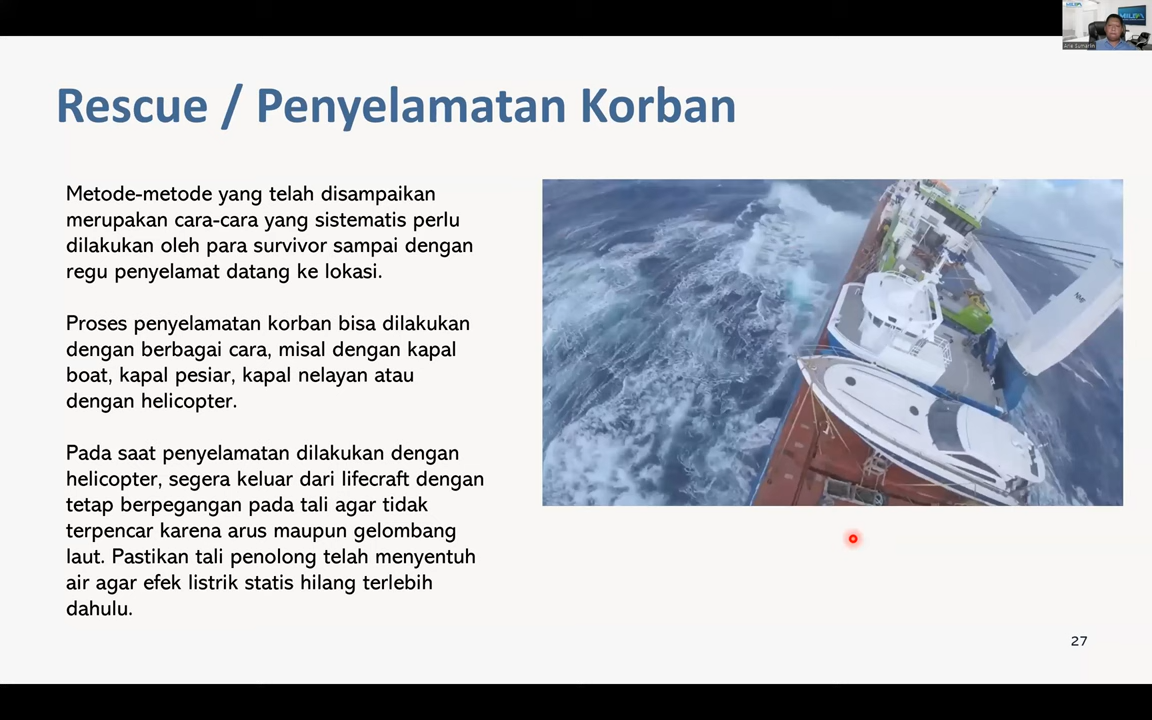 Rescue / Penyelamatan Korban
Metode-metode yang telah disampaikan
merupakan cara-cara yang sistematis perlu
dilakukan oleh para survivor sampai dengan
regu penyelamat datang ke lokasi.
Proses penyelamatan korban bisa dilakukan
dengan berbagai cara, misal dengan kapal
boat, kapal pesiar, kapal nelayan atau
dengan helicopter.
Pada saat penyelamatan dilakukan dengan
helicopter, segera keluar dari lifecraft dengan
tetap berpegangan pada tali agar tidak
terpencar karena arus maupun gelombang
laut. Pastikan tali penolong telah menyentuh
air agar efek listrik statis hilang terlebih
dahulu.
27